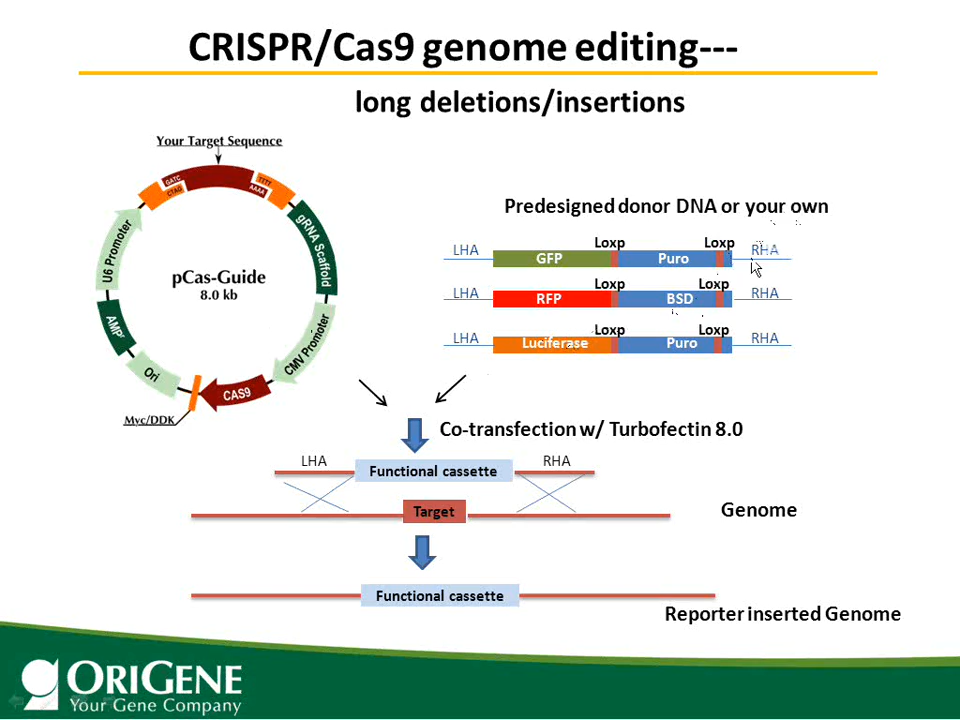 CRISPR/Cas9 genome editing---
long deletions/insertions
Your Target Sequence
GATC
CTAG
TTTT
AAAA
U6 Promoter
gRNA Scaffold
pCas-Guide
8.0 kb
AMPr
CMV Promoter
Ori
CAS9
Myc/DDK
Predesigned donor DNA or your own
Loxp Loxp
LHA GFP Puro RHA
Loxp Loxp
LHA RFP BSD RHA
Loxp Loxp
LHA Luciferase Puro RHA
Co-transfection w/ Turbofectin 8.0
LHA Functional cassette RHA
Target
Genome
Functional cassette
Reporter inserted Genome
ORIGENE
Your Gene Company